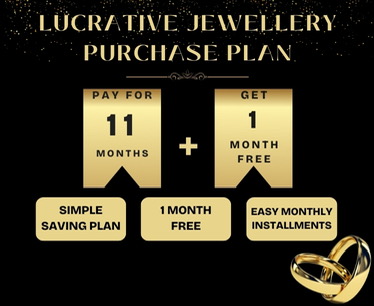 LUCRATIVE JEWELLERY
PURCHASE PLAN
PAY FOR
11
MONTHS
+
GET
1
MONTH
FREE
SIMPLE
SAVING PLAN
1 MONTH
FREE
EASY MONTHLY
INSTALLMENTS